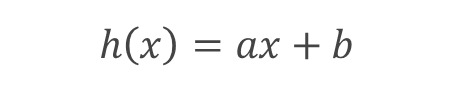 h(x) = ax + b